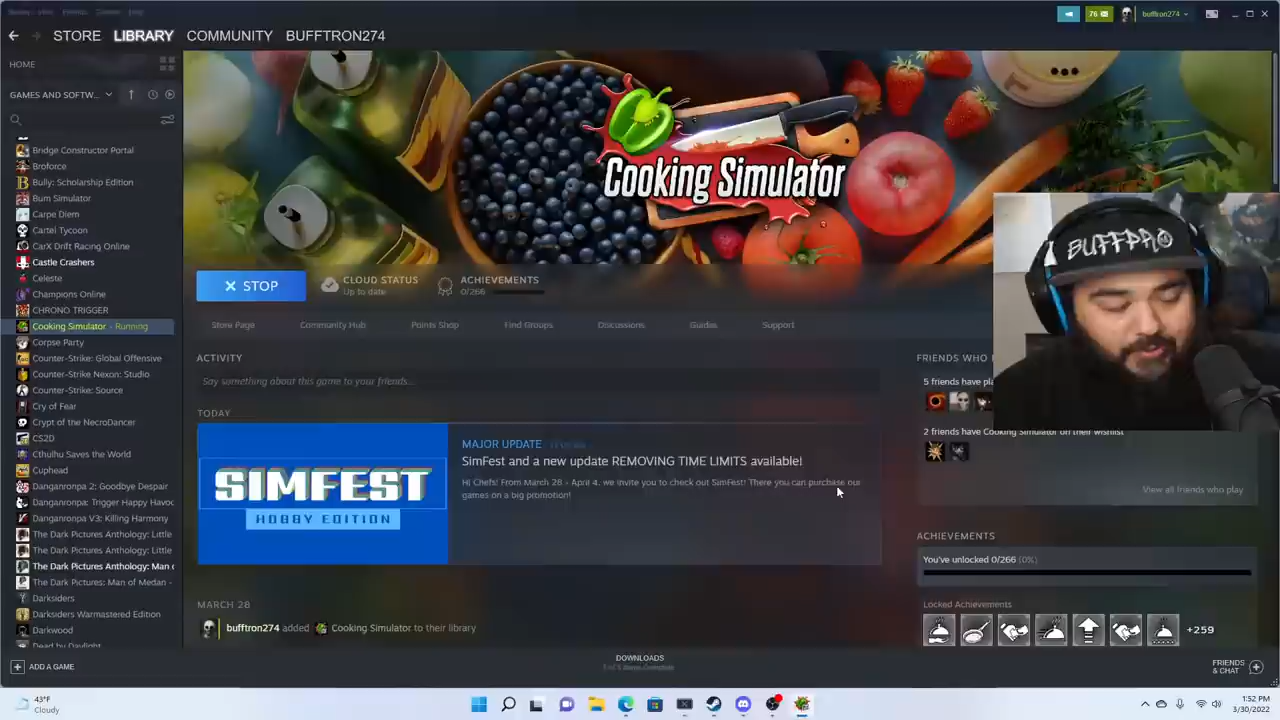 76
bufftron274
STORE
LIBRARY
COMMUNITY
BUFFTRON274
HOME
GAMES AND SOFTW...
Bridge Constructor Portal
Broforce
Bully: Scholarship Edition
Bum Simulator
Carpe Diem
Cartel Tycoon
CarX Drift Racing Online
Castle Crashers
Celeste
Champions Online
CHRONO TRIGGER
Cooking Simulator - Running
Corpse Party
Counter-Strike: Global Offensive
Counter-Strike Nexon: Studio
Counter-Strike: Source
Cry of Fear
Crypt of the NecroDancer
CS2D
Cthulhu Saves the World
Cuphead
Danganronpa 2: Goodbye Despair
Danganronpa: Trigger Happy Havoc
Danganronpa V3: Killing Harmony
The Dark Pictures Anthology: Little
The Dark Pictures Anthology: Little
The Dark Pictures Anthology: Man o
The Dark Pictures: Man of Medan -
Darksiders
Darksiders Warmastered Edition
Darkwood
Dead by Daylight
ADD A GAME
Cooking Simulator
STOP
CLOUD STATUS
Up to date
ACHIEVEMENTS
0/266
Store Page
Community Hub
Points Shop
Find Groups
Discussions
Guides
Support
ACTIVITY
Say something about this game to your friends...
TODAY
SIMFEST
HOBBY EDITION
MAJOR UPDATE
SimFest and a new update REMOVING TIME LIMITS available!
Hi Chefs! From March 28 - April 4, we invite you to check out SimFest! There you can purchase our
games on a big promotion!
MARCH 28
bufftron274 added Cooking Simulator to their library
BUFFPRO
FRIENDS WHO
5 friends have pla
2 friends have Cooking Simulator on their wishlist
View all friends who play
ACHIEVEMENTS
You've unlocked 0/266 (0%)
Locked Achievements
+259
DOWNLOADS
FRIENDS
& CHAT
43°F
Cloudy
1:52 PM
3/30/2022